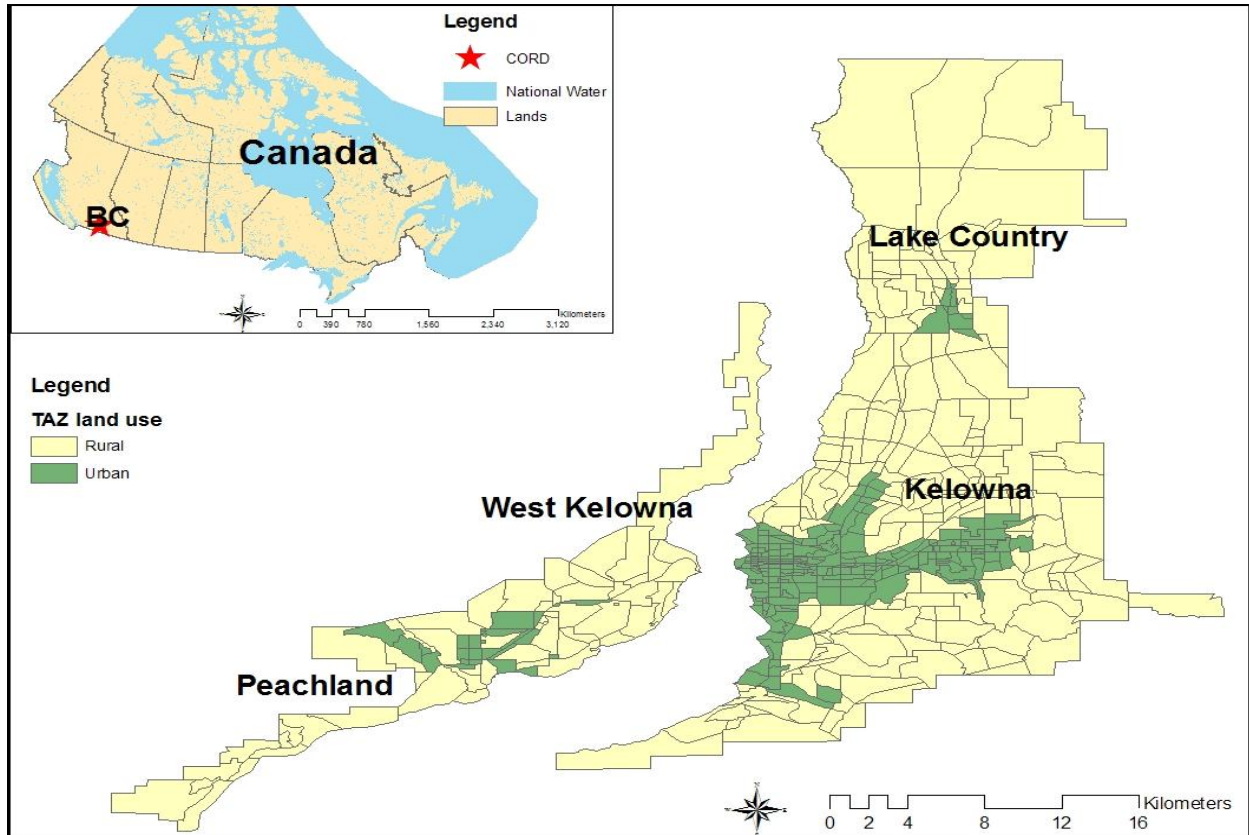 Legend
CORD
National Water
Lands
Canada
BC
Kilometers
0 390 780 1,560 2,340 3,120
Lake Country
Legend
TAZ land use
Rural
Urban
Kelowna
West Kelowna
Peachland
Kilometers
0 2 4 8 12 16